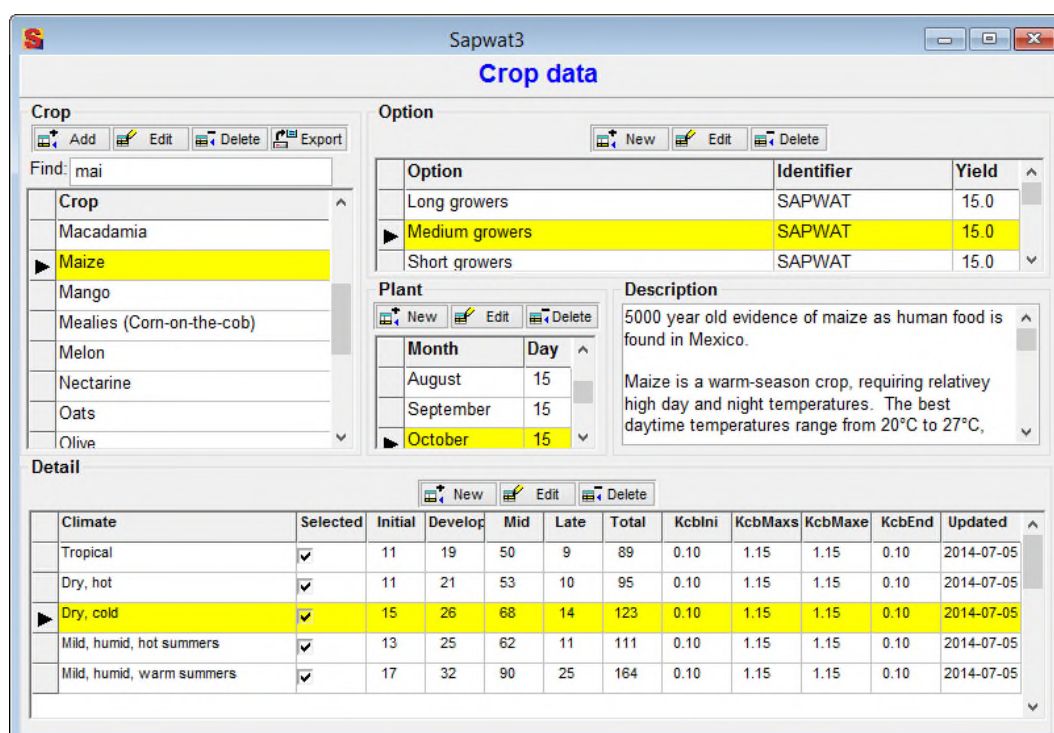 Sapwat3
Crop data
Crop
Add Edit Delete Export
Find: mai
Crop
Macadamia
Maize
Mango
Mealies (Corn-on-the-cob)
Melon
Nectarine
Oats
Olive
Option
New Edit Delete
Option Identifier Yield
Long growers SAPWAT 15.0
Medium growers SAPWAT 15.0
Short growers SAPWAT 15.0
Plant
New Edit Delete
Month Day
August 15
September 15
October 15
Description
5000 year old evidence of maize as human food is
found in Mexico.
Maize is a warm-season crop, requiring relativey
high day and night temperatures. The best
daytime temperatures range from 20°C to 27°C,
Detail
New Edit Delete
Climate Selected Initial Develop Mid Late Total KcbIni KcbMaxs KcbMaxe KcbEnd Updated
Tropical 11 19 50 9 89 0.10 1.15 1.15 0.10 2014-07-05
Dry, hot 11 21 53 10 95 0.10 1.15 1.15 0.10 2014-07-05
Dry, cold 15 26 68 14 123 0.10 1.15 1.15 0.10 2014-07-05
Mild, humid, hot summers 13 25 62 11 111 0.10 1.15 1.15 0.10 2014-07-05
Mild, humid, warm summers 17 32 90 25 164 0.10 1.15 1.15 0.10 2014-07-05